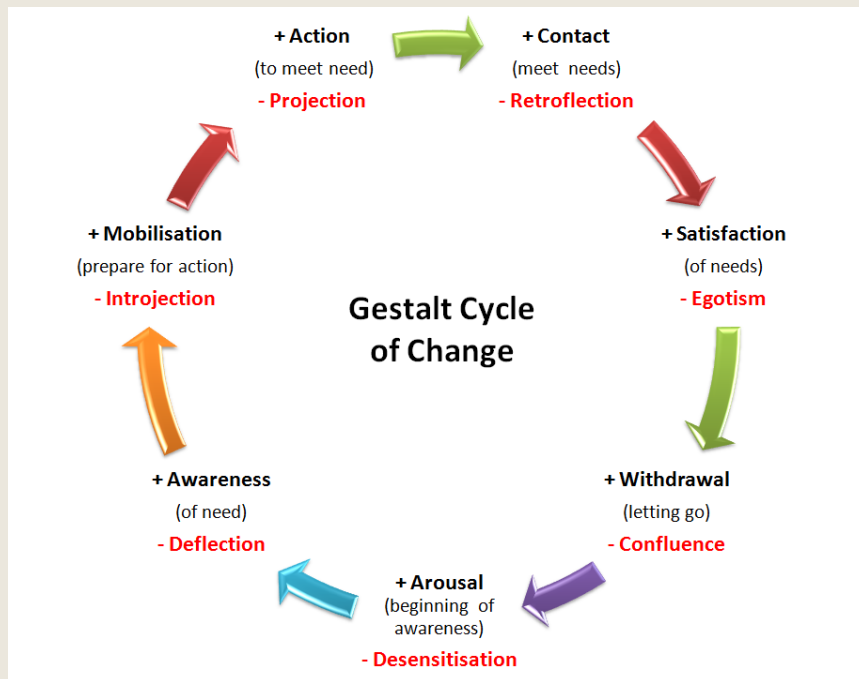 + Action
(to meet need)
- Projection
+ Contact
(meet needs)
- Retroflection
+ Mobilisation
(prepare for action)
- Introjection
+ Satisfaction
(of needs)
- Egotism
Gestalt Cycle
of Change
+ Awareness
(of need)
- Deflection
+ Withdrawal
(letting go)
- Confluence
+ Arousal
(beginning of
awareness)
- Desensitisation